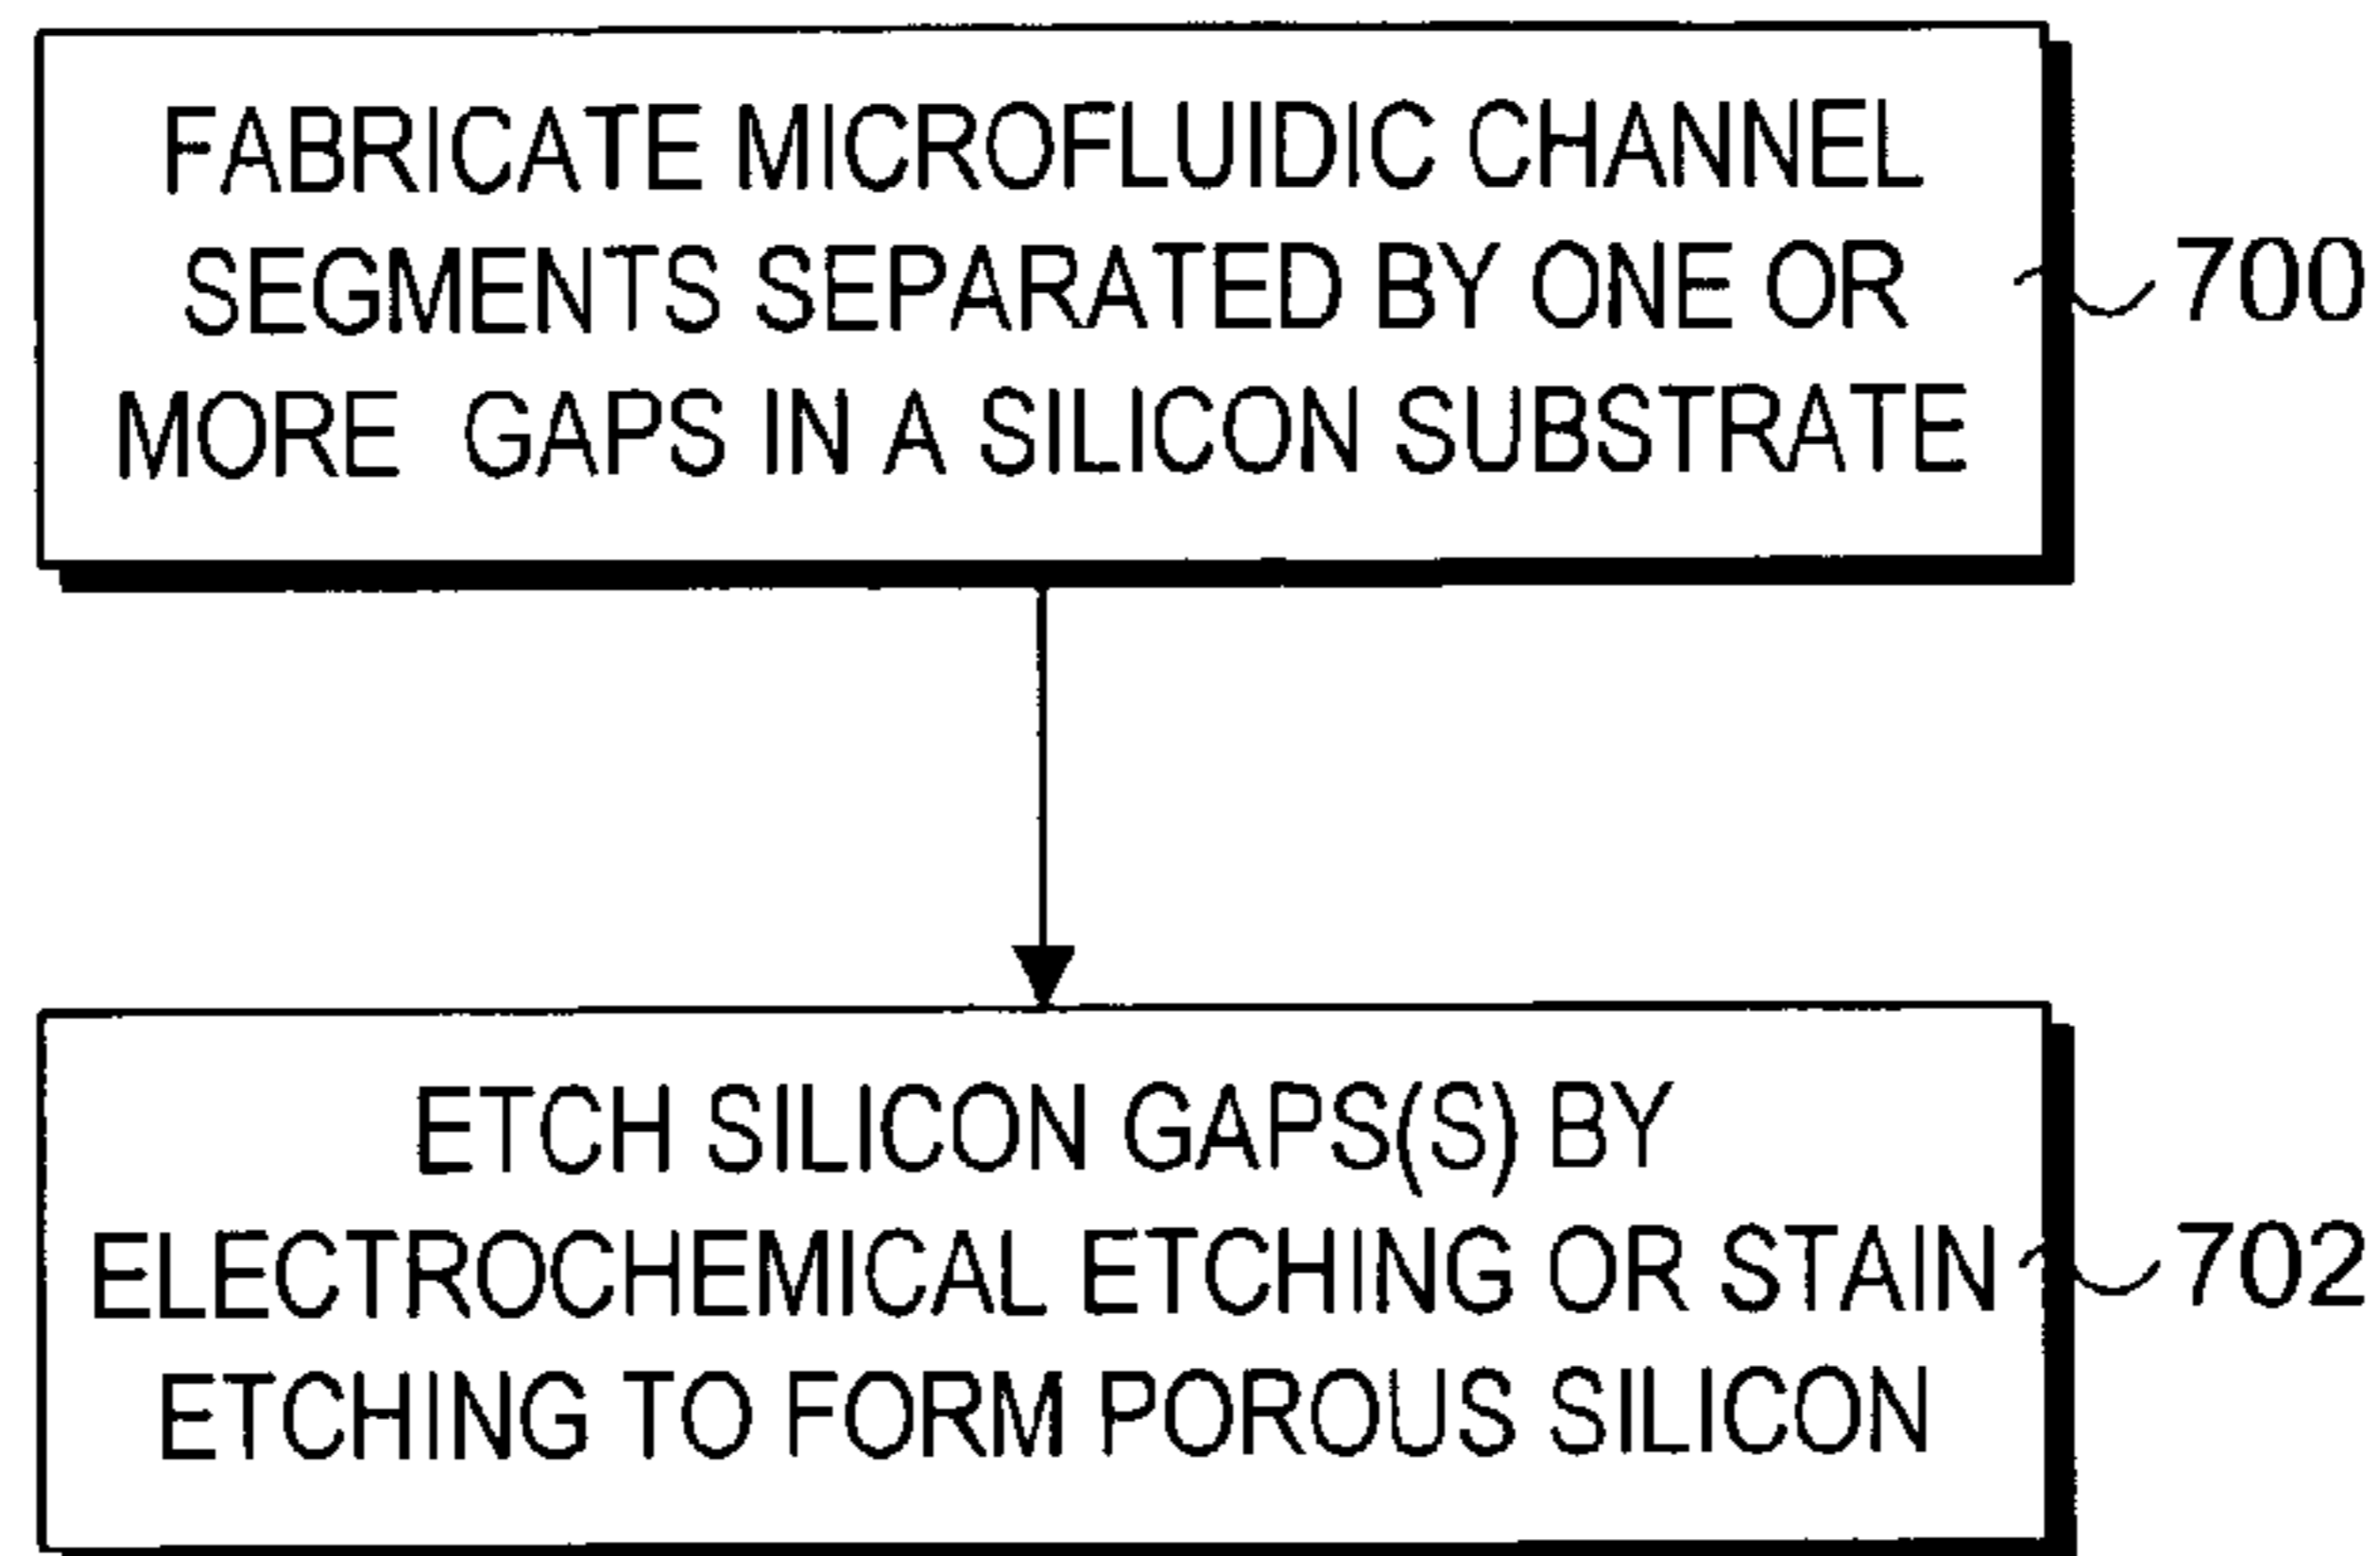 FABRICATE MICROFLUIDIC CHANNEL
SEGMENTS SEPARATED BY ONE OR
MORE GAPS IN A SILICON SUBSTRATE
700
ETCH SILICON GAPS(S) BY
ELECTROCHEMICAL ETCHING OR STAIN
ETCHING TO FORM POROUS SILICON
702